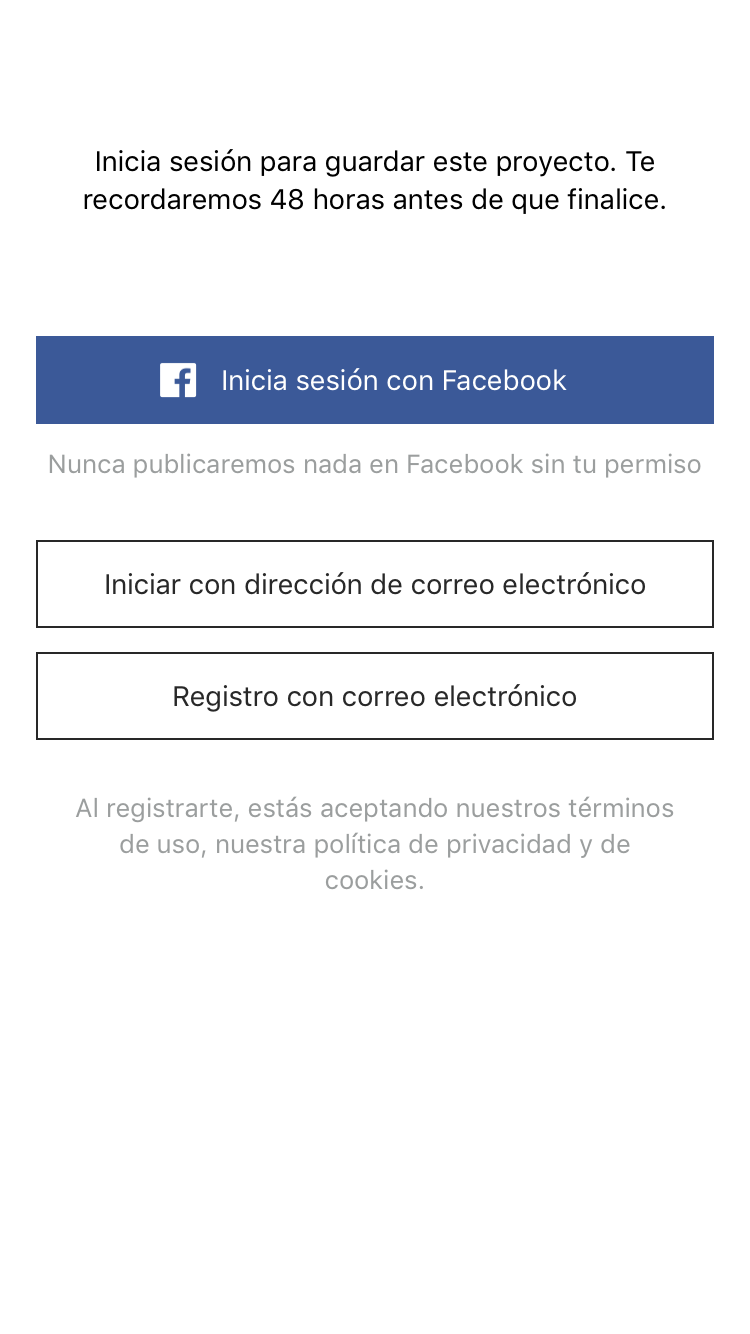 Inicia sesión para guardar este proyecto. Te
recordaremos 48 horas antes de que finalice.
Inicia sesión con Facebook
Nunca publicaremos nada en Facebook sin tu permiso
Iniciar con dirección de correo electrónico
Registro con correo electrónico
Al registrarte, estás aceptando nuestros términos
de uso, nuestra política de privacidad y de
cookies.